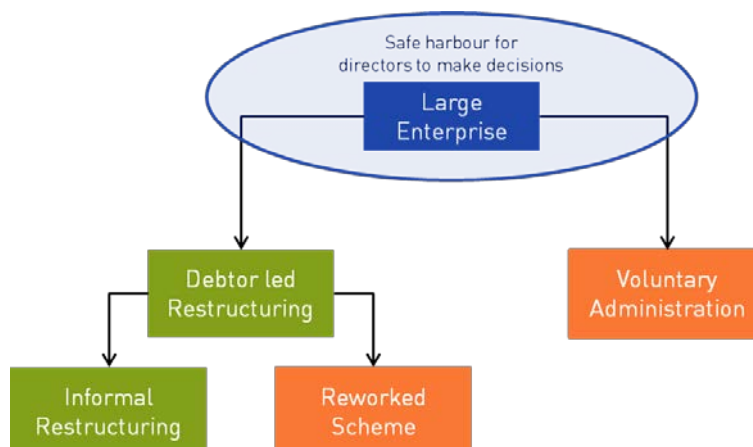 Safe harbour for
directors to make decisions
Large
Enterprise
Debtor led
Restructuring
Voluntary
Administration
Informal
Restructuring
Reworked
Scheme